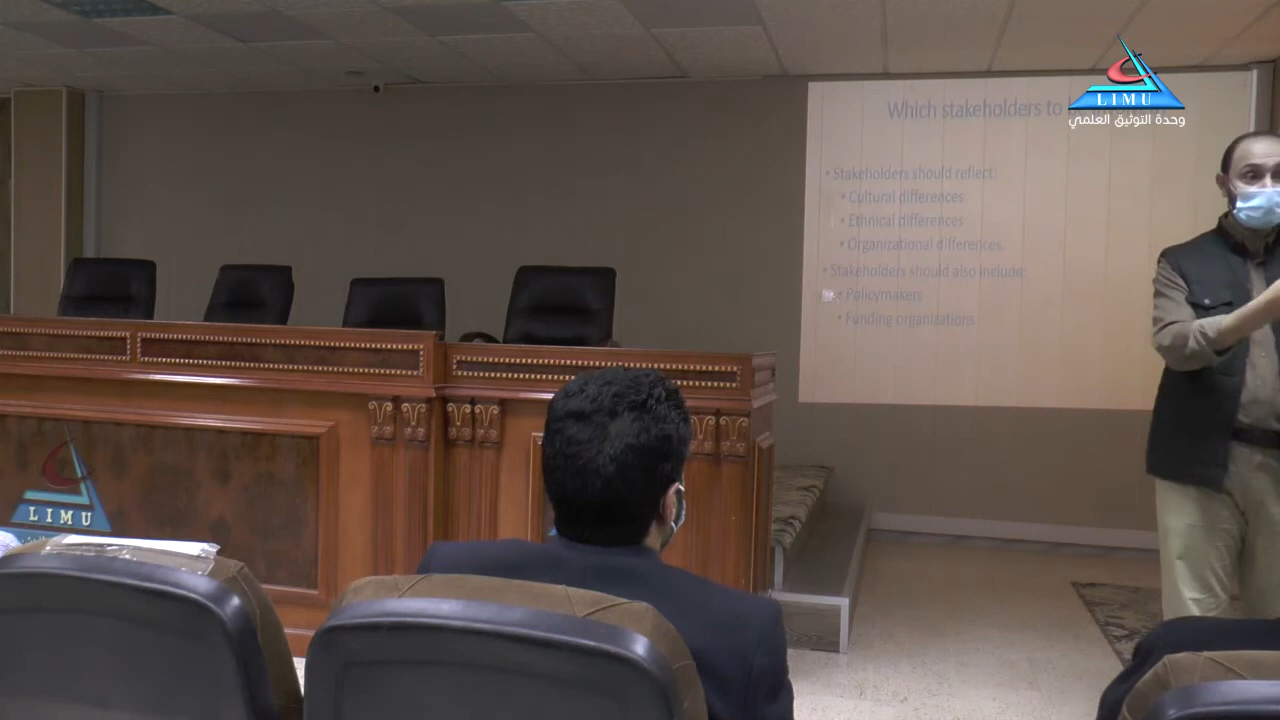 LIMU
وحدة التوثيق العلمي
Which stakeholders to
• Stakeholders should reflect:
• Cultural differences
• Ethnical differences
• Organizational differences.
• Stakeholders should also include:
• Policymakers
• Funding organizations
LIMU